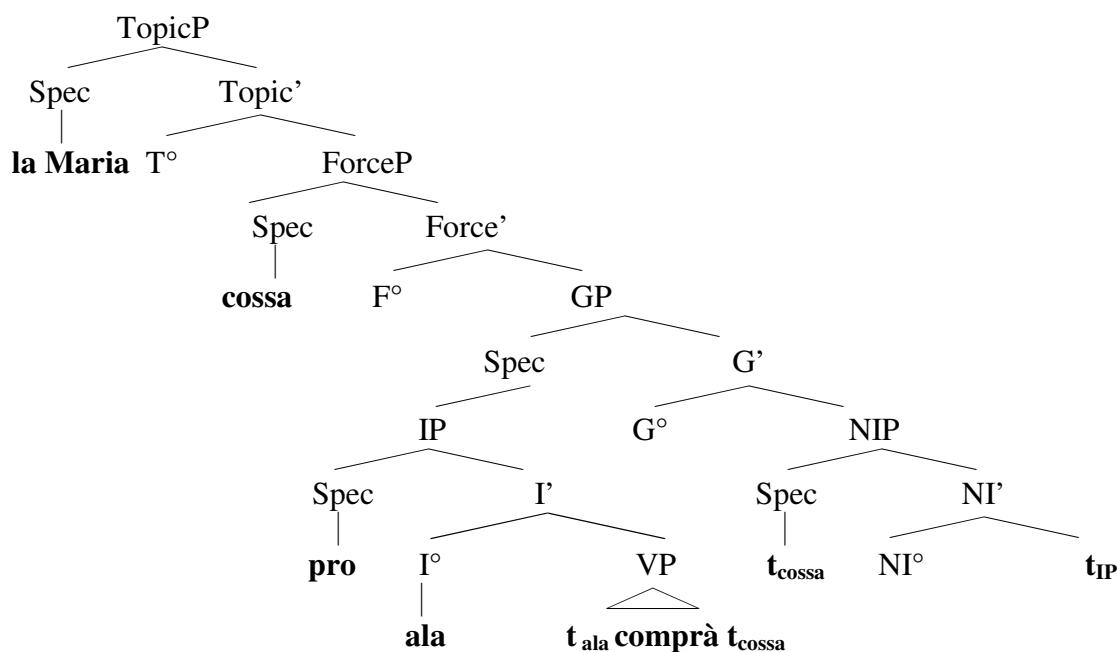 TopicP
Spec Topic’
la Maria T° ForceP
Spec Force’
cossa F° GP
Spec G’
IP G° NIP
Spec I’ Spec NI’
pro I° VP t_cossa NI° t_IP
ala t_ala comprà t_cossa